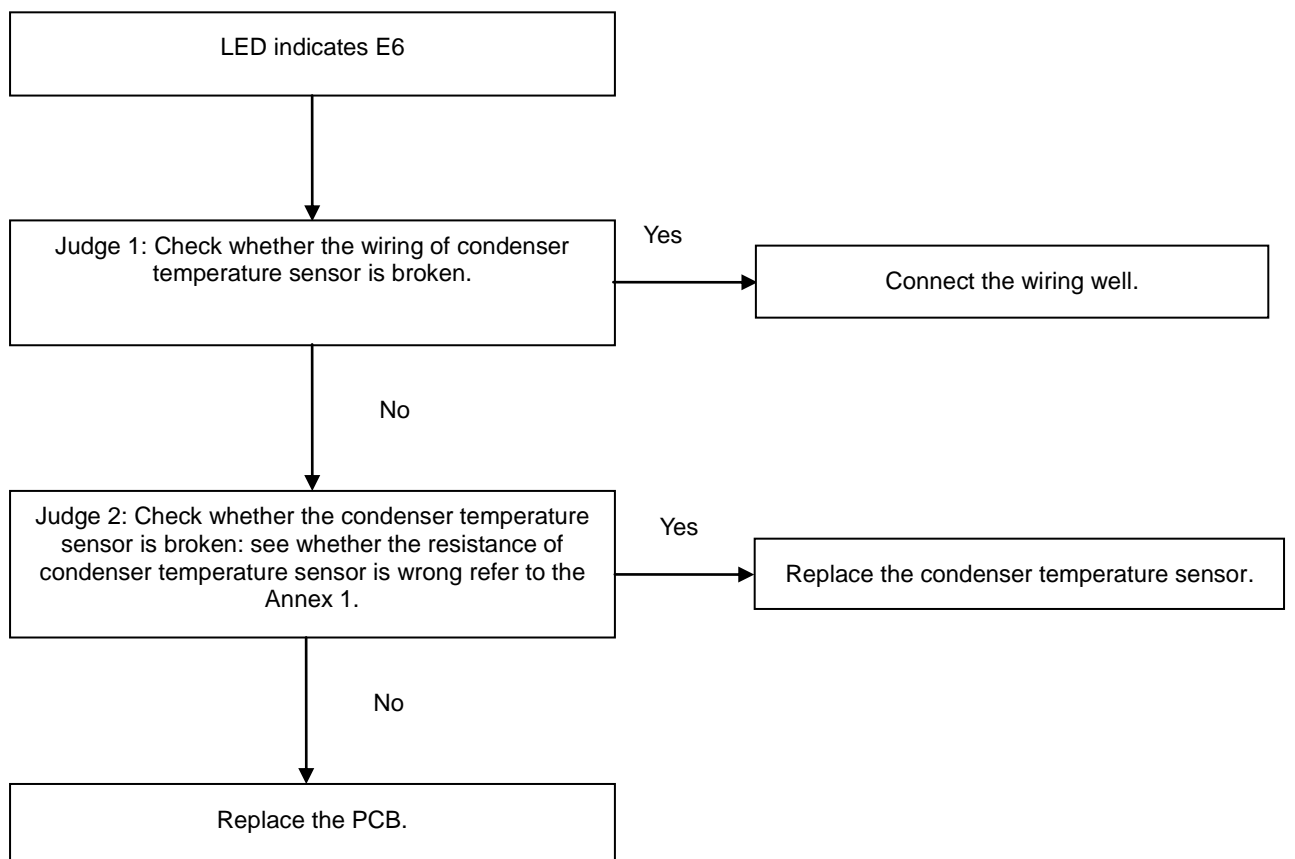 LED indicates E6
Judge 1: Check whether the wiring of condenser
temperature sensor is broken.
Yes
Connect the wiring well.
No
Judge 2: Check whether the condenser temperature
sensor is broken: see whether the resistance of
condenser temperature sensor is wrong refer to the
Annex 1.
Yes
Replace the condenser temperature sensor.
No
Replace the PCB.